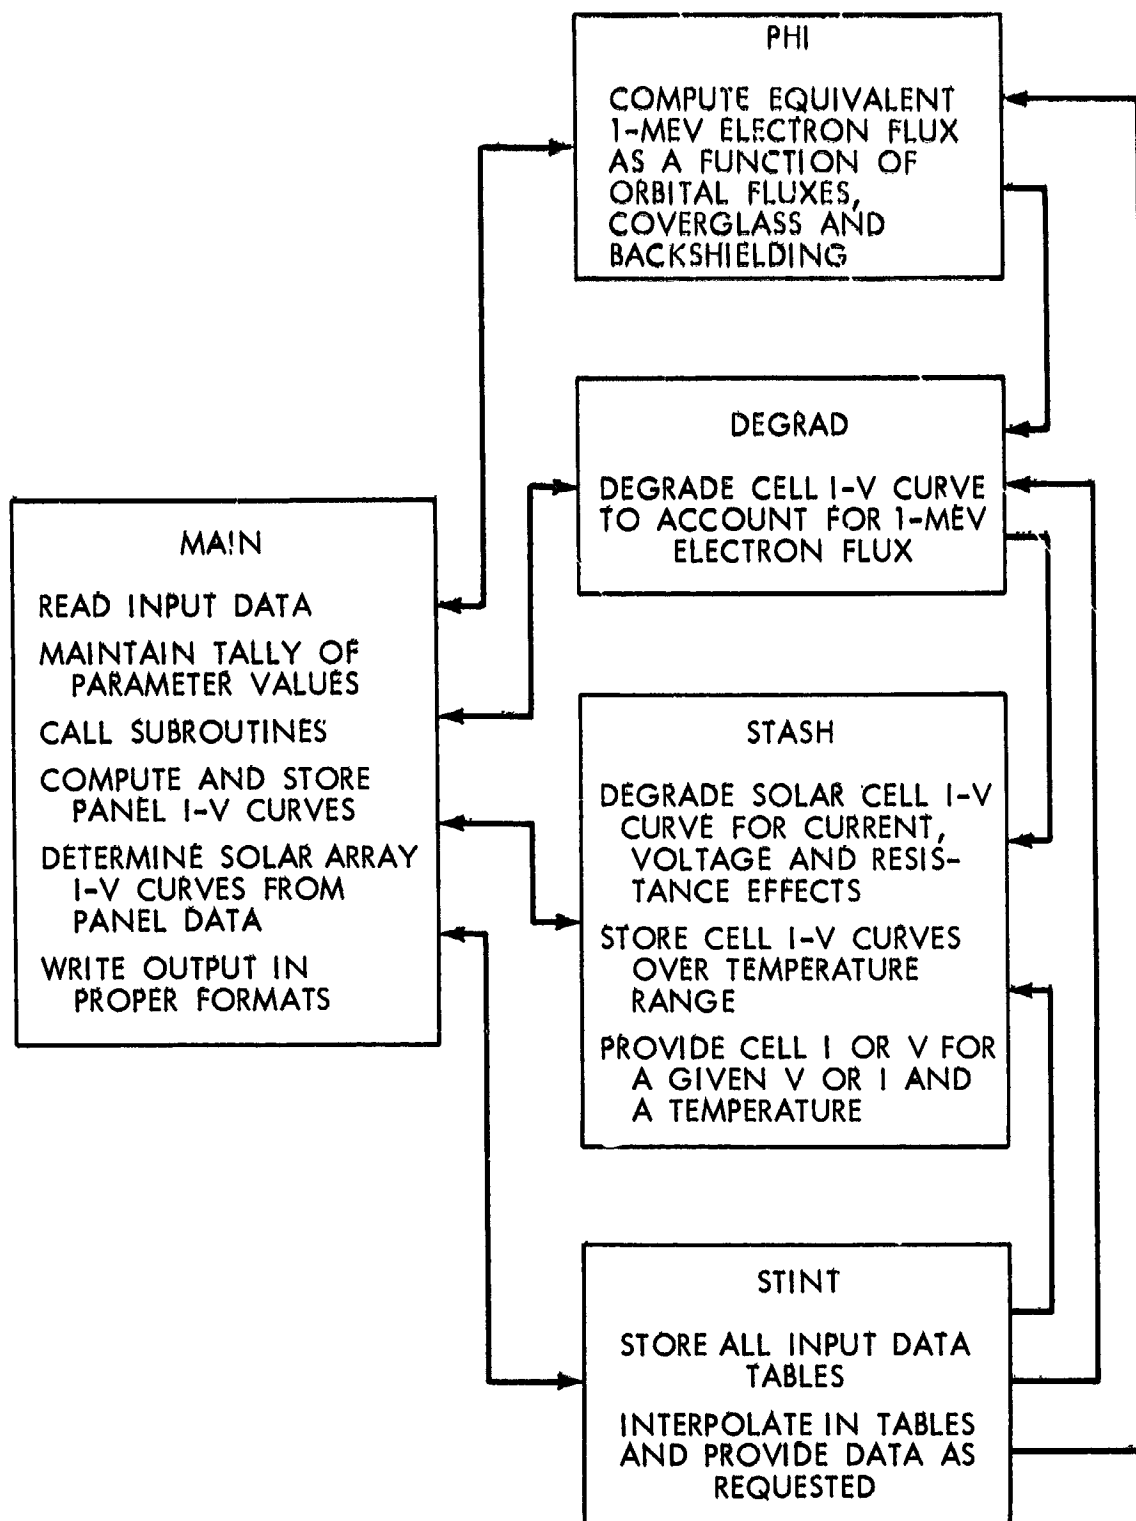 PHI
COMPUTE EQUIVALENT
1-MEV ELECTRON FLUX
AS A FUNCTION OF
ORBITAL FLUXES,
COVERGLASS AND
BACKSHIELDING
DEGRAD
DEGRADE CELL I-V CURVE
TO ACCOUNT FOR 1-MEV
ELECTRON FLUX
MAIN
READ INPUT DATA
MAINTAIN TALLY OF
PARAMETER VALUES
CALL SUBROUTINES
COMPUTE AND STORE
PANEL I-V CURVES
DETERMINE SOLAR ARRAY
I-V CURVES FROM
PANEL DATA
WRITE OUTPUT IN
PROPER FORMATS
STASH
DEGRADE SOLAR CELL I-V
CURVE FOR CURRENT,
VOLTAGE AND RESIS-
TANCE EFFECTS
STORE CELL I-V CURVES
OVER TEMPERATURE
RANGE
PROVIDE CELL I OR V FOR
A GIVEN V OR I AND
A TEMPERATURE
STINT
STORE ALL INPUT DATA
TABLES
INTERPOLATE IN TABLES
AND PROVIDE DATA AS
REQUESTED